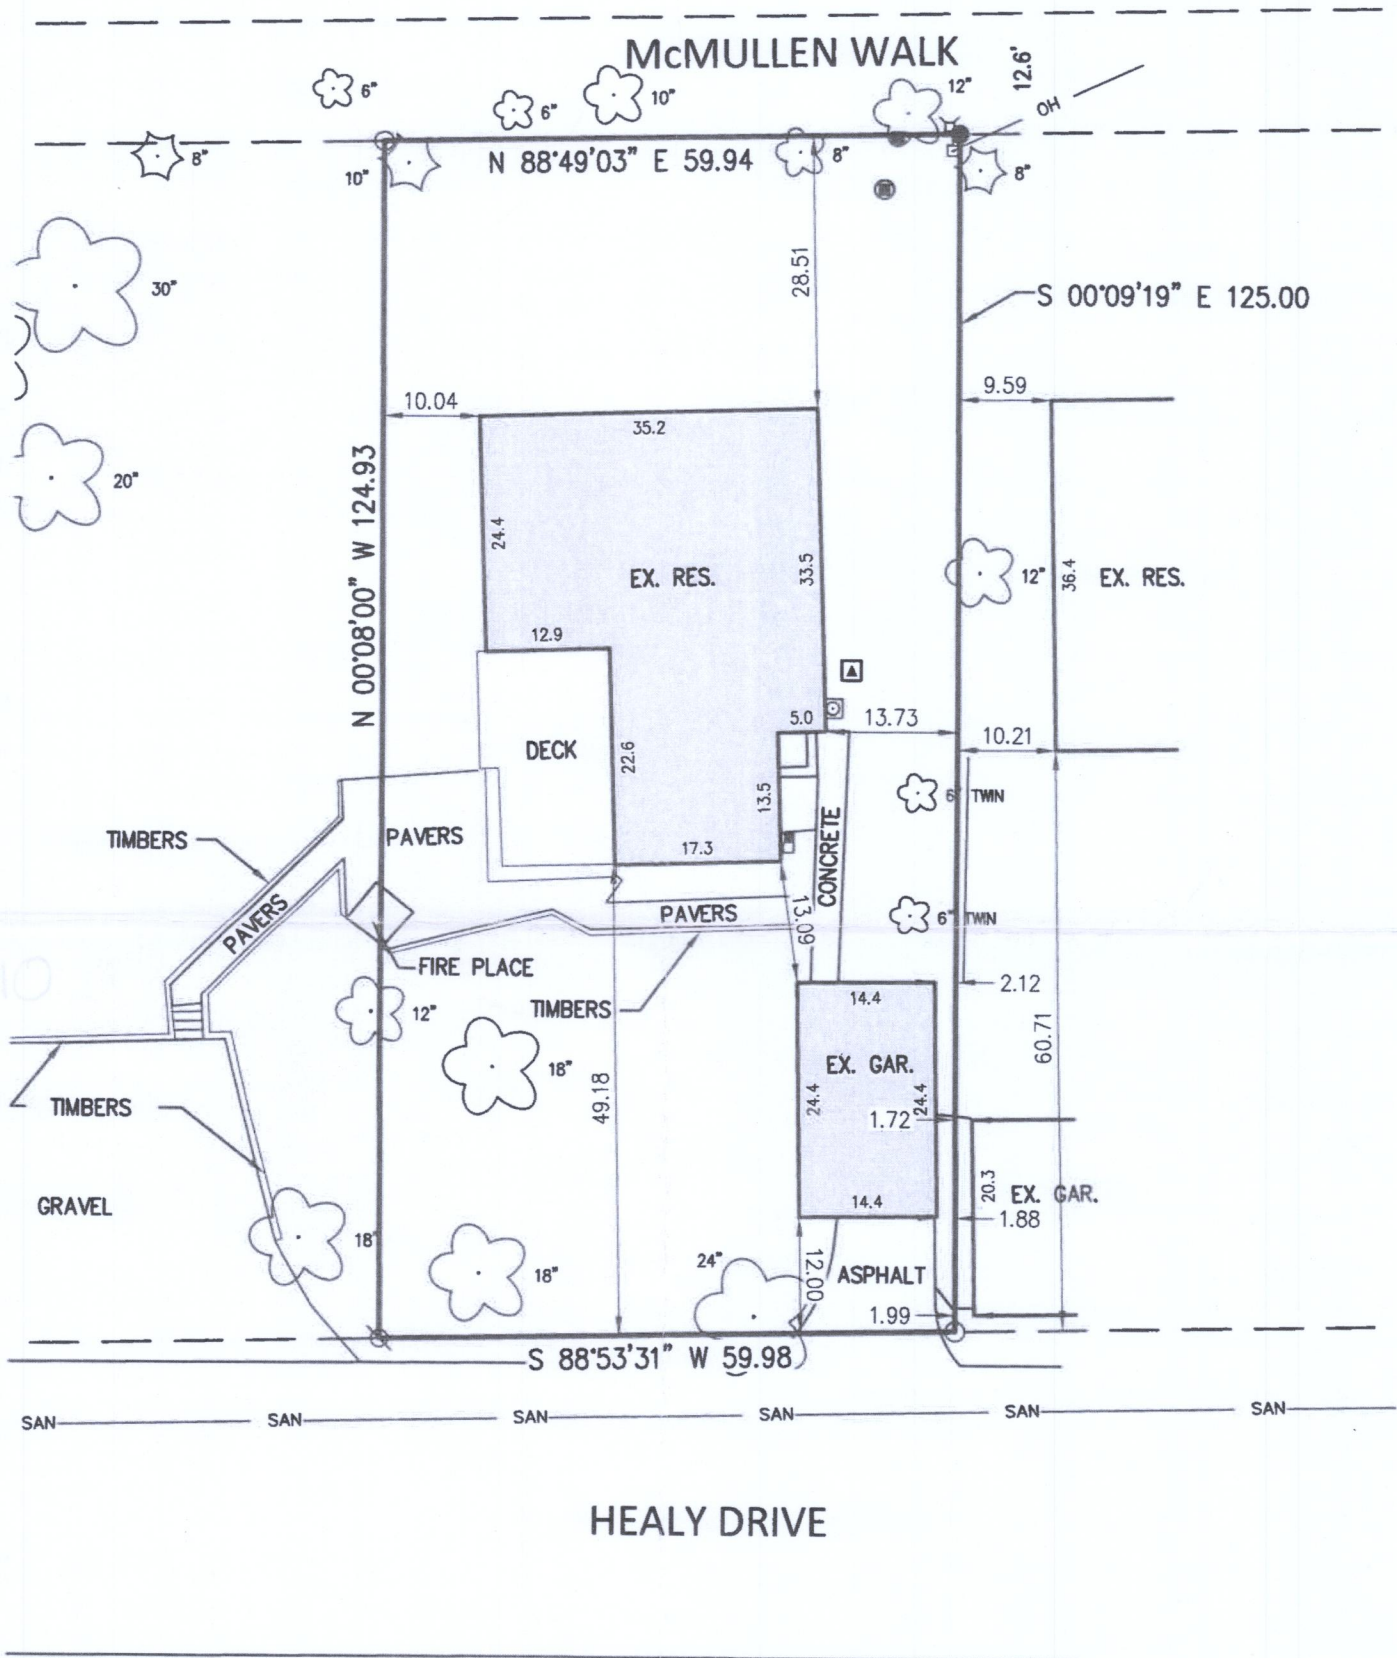 McMULLEN WALK
12.6'
6"
6"
10"
12"
OH
8"
10"
N 88°49'03" E 59.94
8"
8"
30"
28.51
S 00°09'19" E 125.00
10.04
9.59
35.2
N 00°08'00" W 124.93
20"
24.4
EX. RES.
33.5
12"
36.4
EX. RES.
12.9
5.0
13.73
10.21
DECK
22.6
13.5
6" TWIN
TIMBERS
PAVERS
17.3
CONCRETE
PAVERS
PAVERS
13.09
6" TWIN
FIRE PLACE
2.12
14.4
12"
TIMBERS
60.71
18"
EX. GAR.
49.18
24.4
24.4
TIMBERS
1.72
GRAVEL
14.4
20.3
EX. GAR.
1.88
18"
18"
24"
12.00
ASPHALT
1.99
S 88°53'31" W 59.98
SAN SAN SAN SAN SAN SAN
HEALY DRIVE